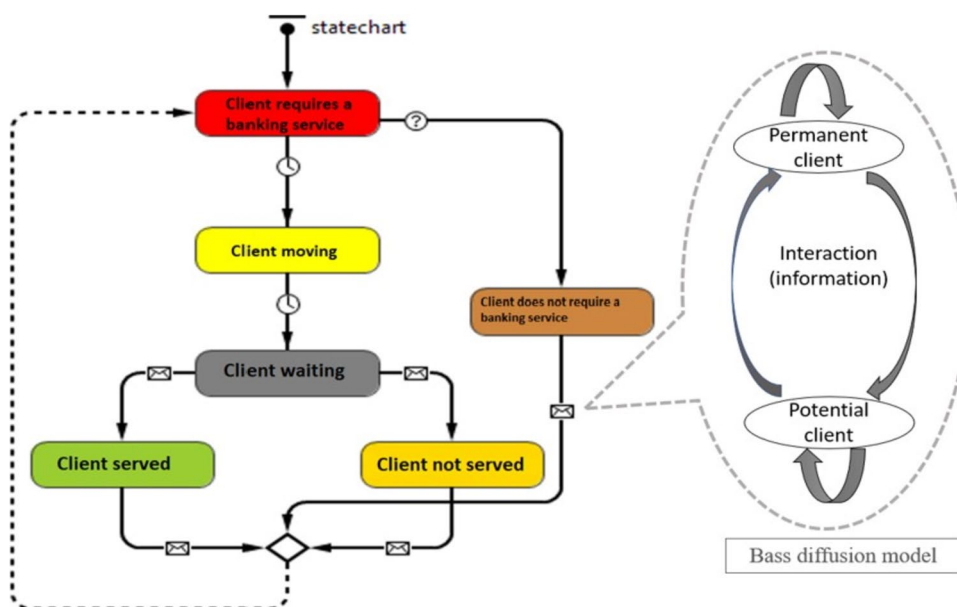 statechart
Client requires a
banking service
?
Client moving
Client does not require a
banking service
Client waiting
Client served
Client not served
Permanent
client
Interaction
(information)
Potential
client
Bass diffusion model